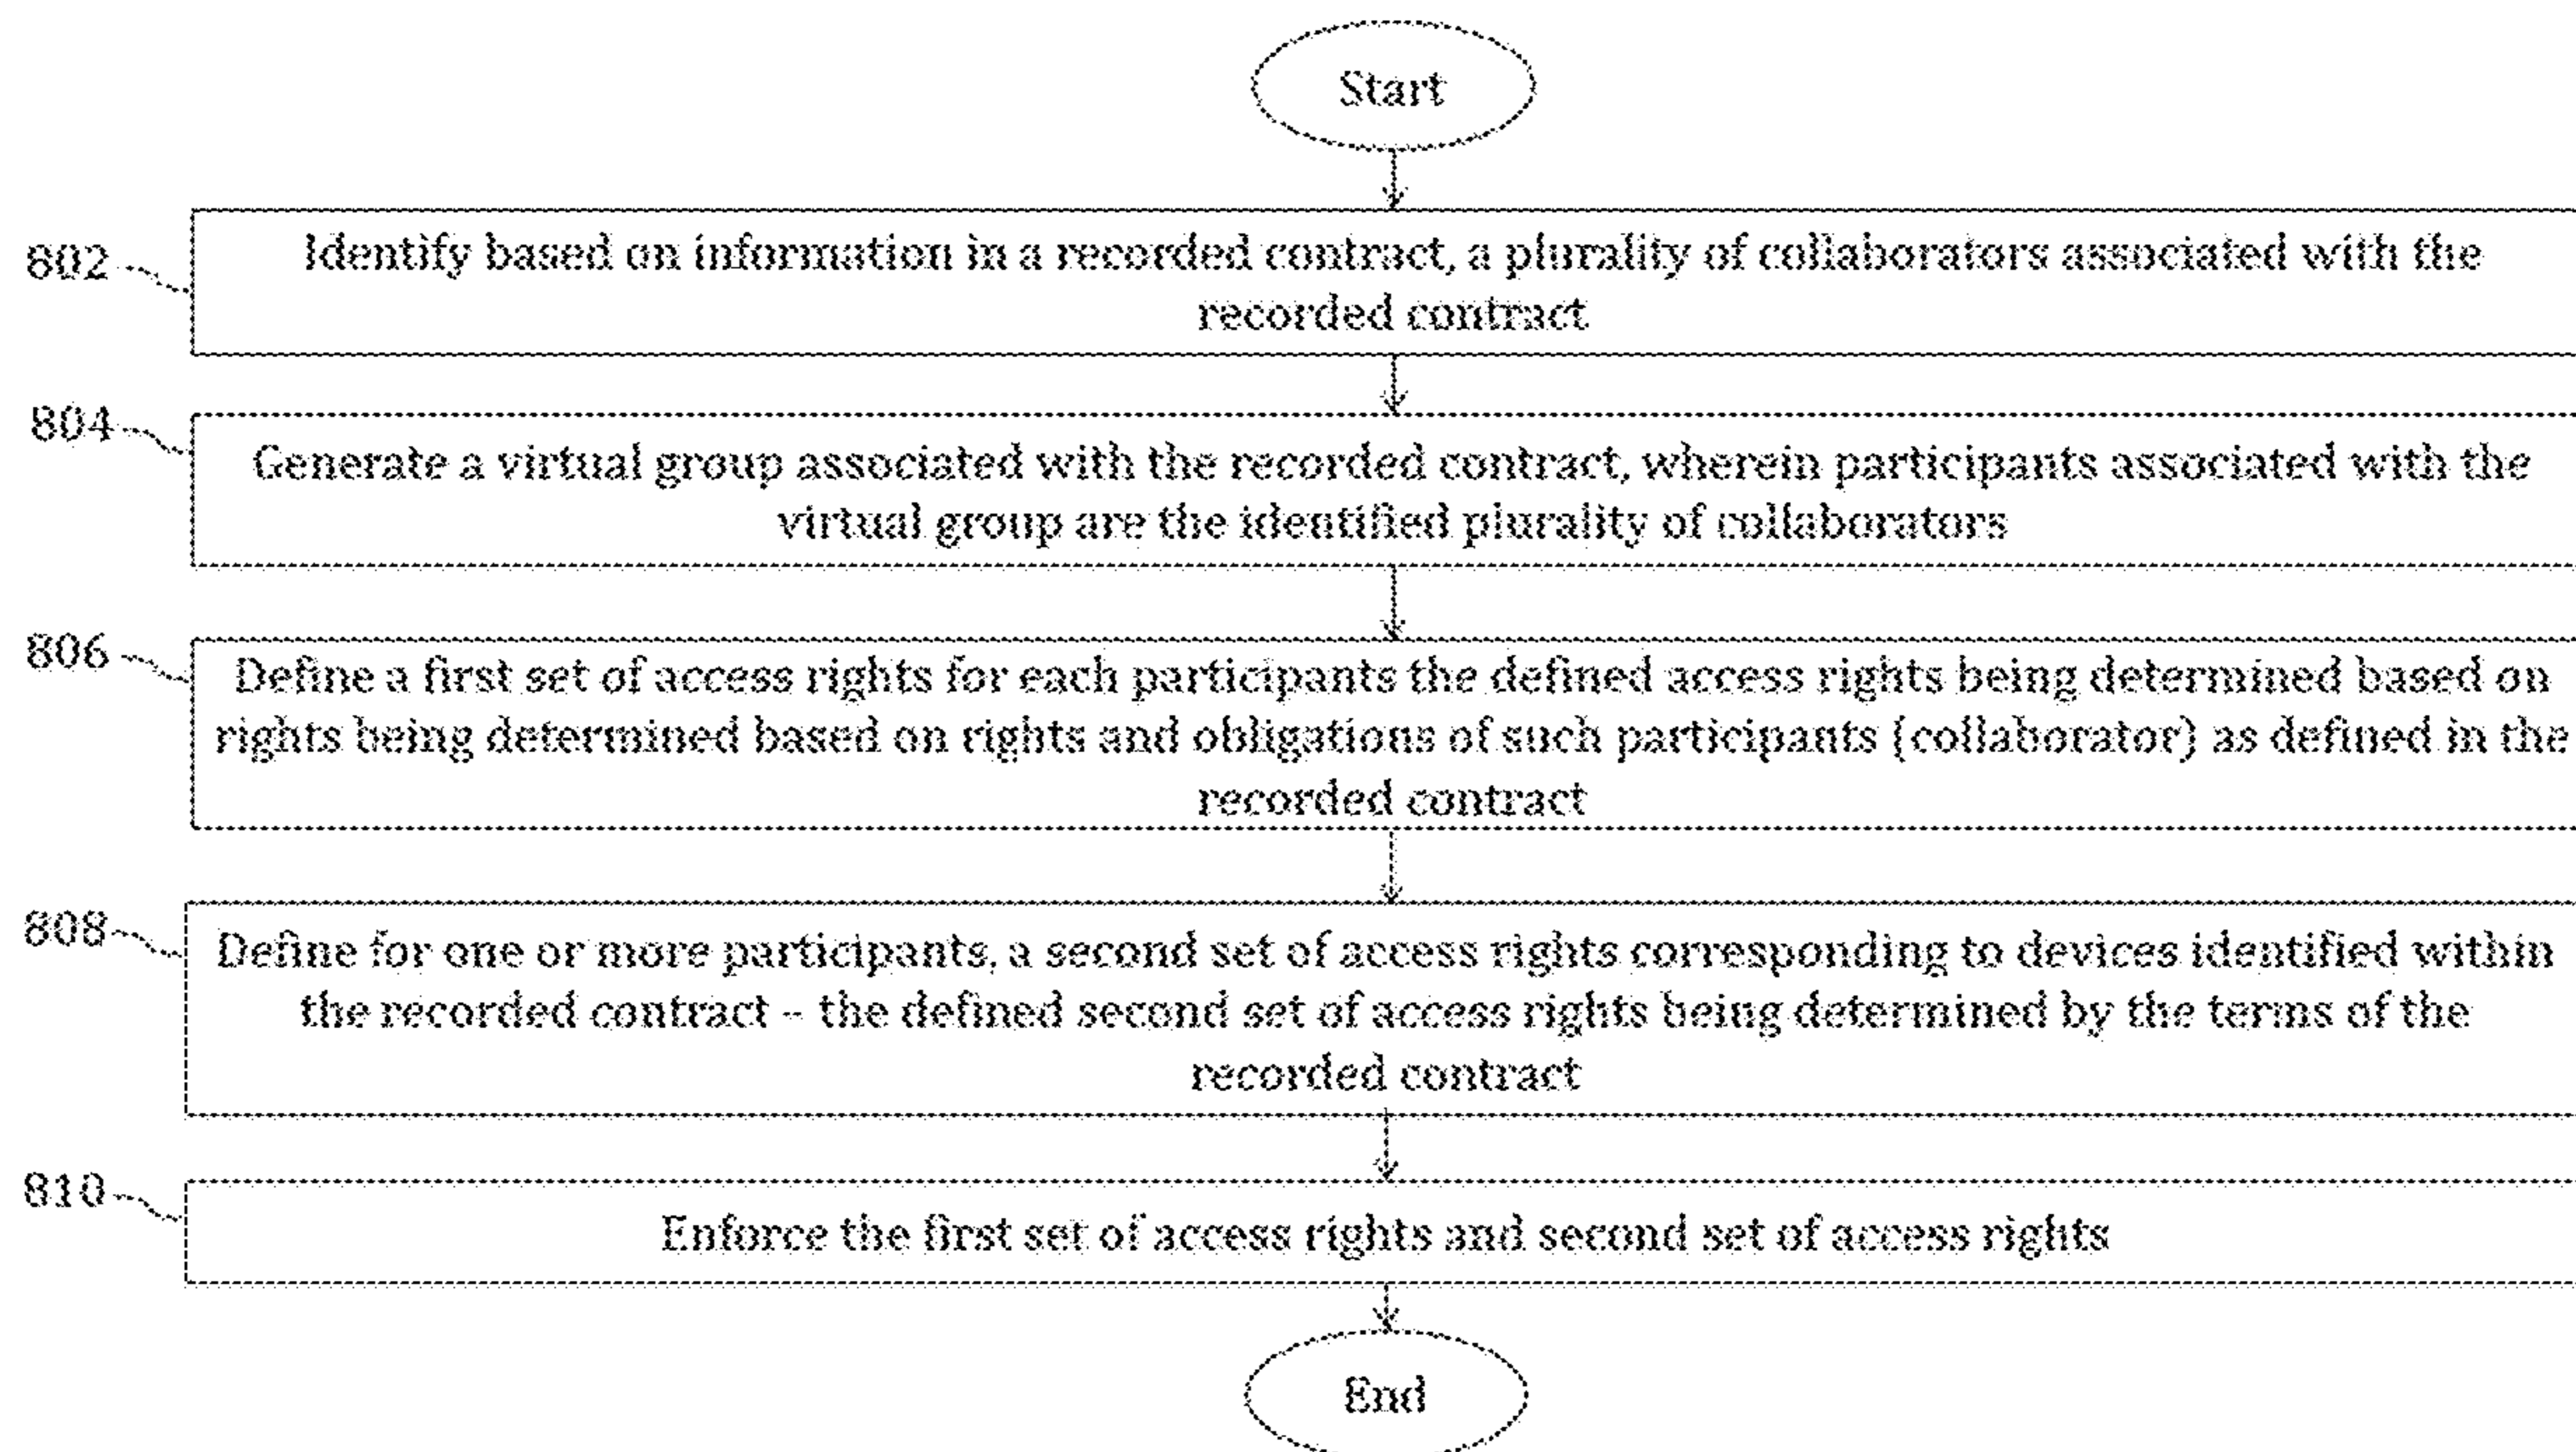 Start
802
Identify based on information in a recorded contract, a plurality of collaborators associated with the
recorded contract
804
Generate a virtual group associated with the recorded contract, wherein participants associated with the
virtual group are the identified plurality of collaborators
806
Define a first set of access rights for each participants the defined access rights being determined based on
rights being determined based on rights and obligations of such participants (collaborator) as defined in the
recorded contract
808
Define for one or more participants, a second set of access rights corresponding to devices identified within
the recorded contract – the defined second set of access rights being determined by the terms of the
recorded contract
810
Enforce the first set of access rights and second set of access rights
End